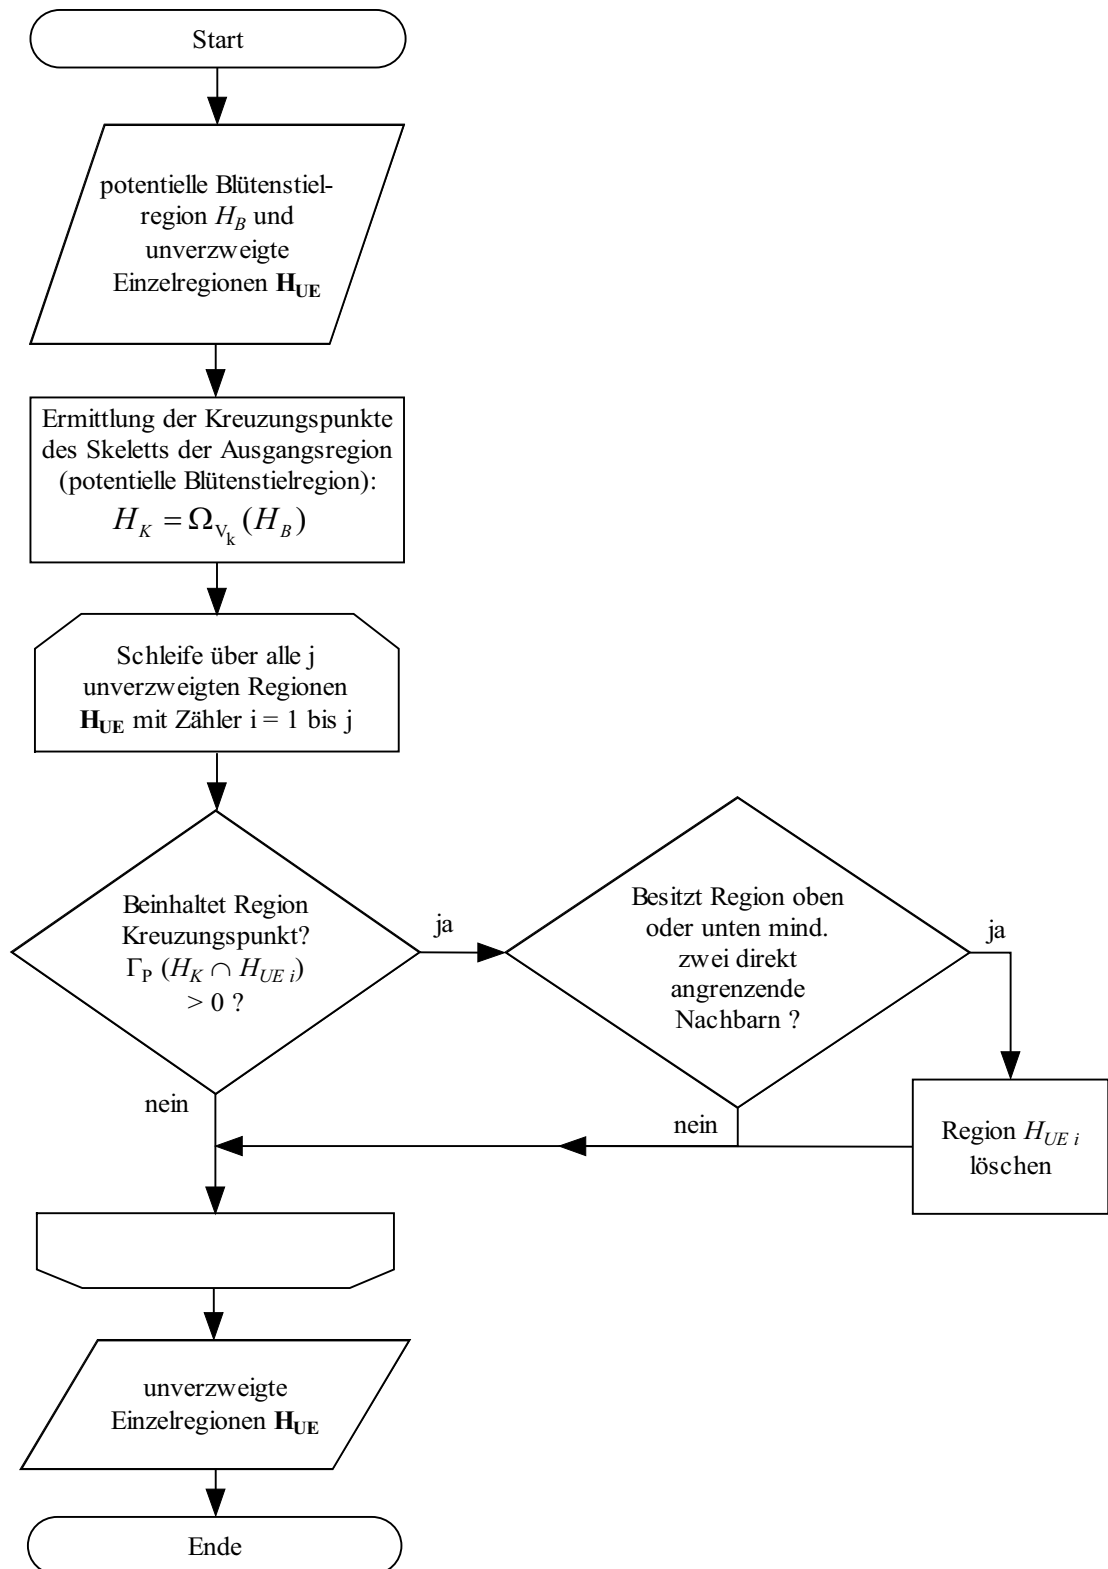 Start
potentielle Blütenstiel-
region H_B und
unverzweigte
Einzelregionen H_UE
Ermittlung der Kreuzungspunkte
des Skeletts der Ausgangsregion
(potentielle Blütenstielregion):
H_K = Ω_V_k (H_B)
Schleife über alle j
unverzweigten Regionen
H_UE mit Zähler i = 1 bis j
Beinhaltet Region
Kreuzungspunkt?
Γ_P (H_K ∩ H_UE i)
> 0 ?
ja
Besitzt Region oben
oder unten mind.
zwei direkt
angrenzende
Nachbarn ?
ja
nein
nein
Region H_UE i
löschen
unverzweigte
Einzelregionen H_UE
Ende